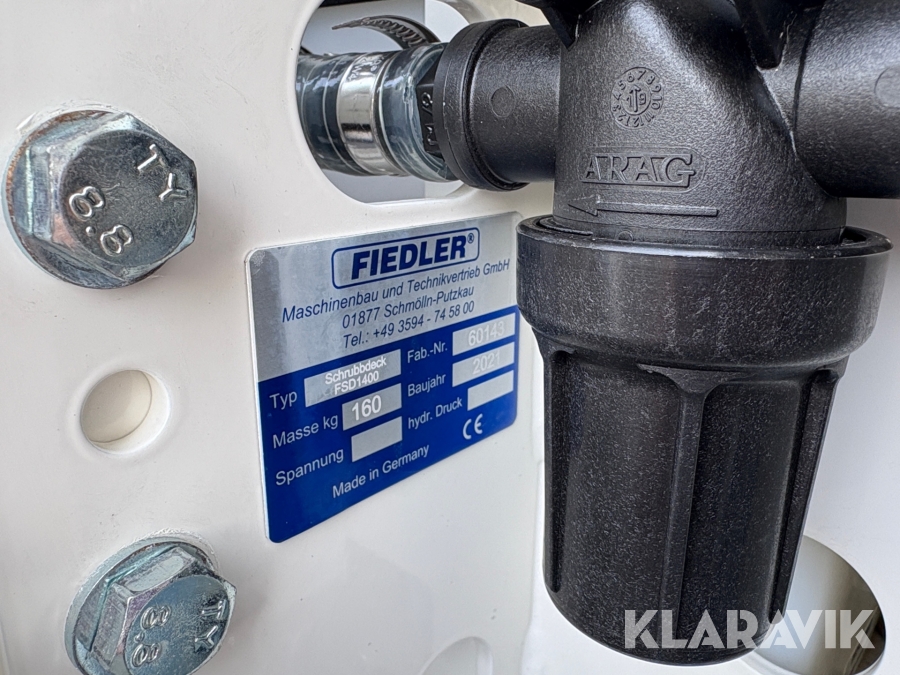 TY
8.8
ARAG
FIEDLER®
Maschinenbau und Technikvertrieb GmbH
01877 Schmölln-Putzkau
Tel.: +49 3594 - 74 58 00
Typ Schrubbdeck FSD1400 Fab.-Nr. 60143
Masse kg 160 Baujahr 2021
Spannung hydr. Druck
Made in Germany CE
TY
8.8
KLARAVIK